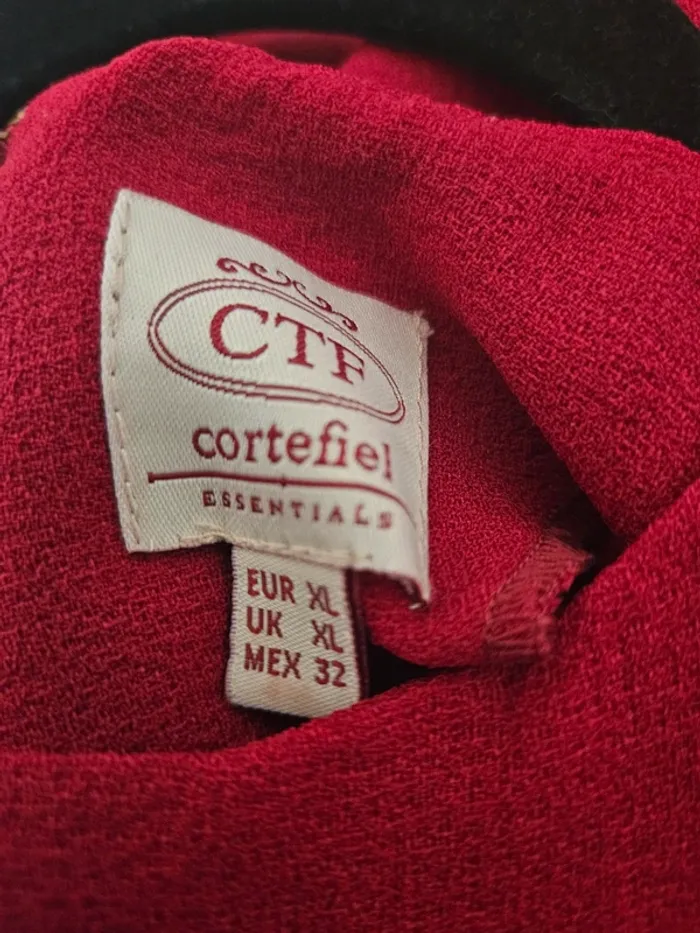 CTF
cortefiel
ESSENTIALS
EUR XL
UK XL
MEX 32